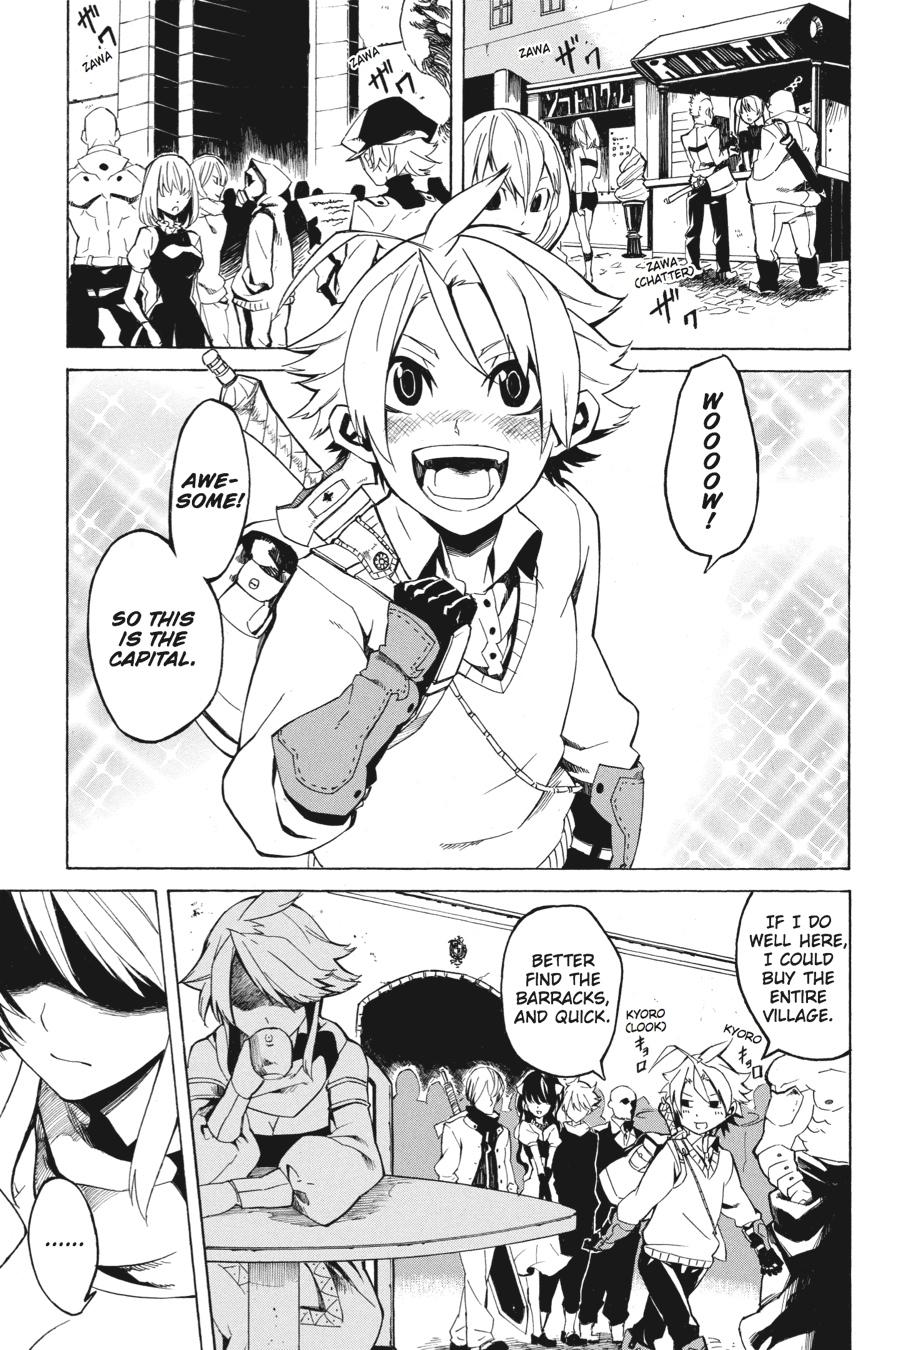 ZAWA
ザワ
ZAWA
ザワ
ZAWA
ザワ
ZAWA
(CHATTER)
ザワ
WOOOOW!
AWE-
SOME!
SO THIS
IS THE
CAPITAL.
IF I DO
WELL HERE,
I COULD
BUY THE
ENTIRE
VILLAGE.
KYORO
キョロ
KYORO
(LOOK)
キョロ
BETTER
FIND THE
BARRACKS,
AND QUICK.
......